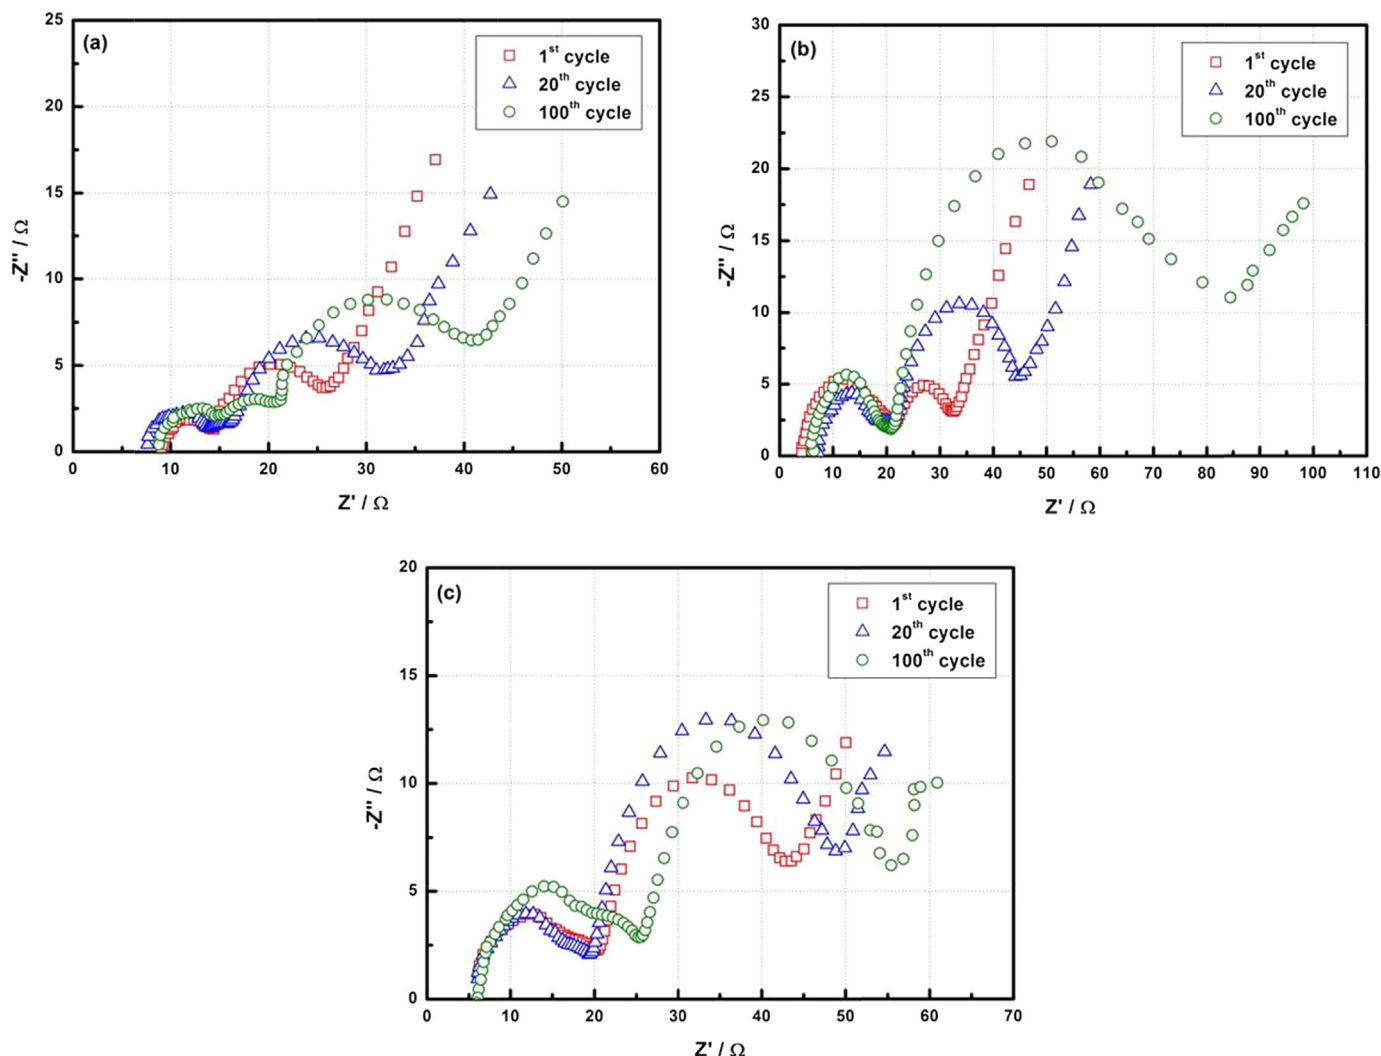 (a)
1st cycle
20th cycle
100th cycle
25
20
15
10
5
0
0 10 20 30 40 50 60
-Z'' / Ω
Z' / Ω
(b)
1st cycle
20th cycle
100th cycle
30
25
20
15
10
5
0
0 10 20 30 40 50 60 70 80 90 100 110
-Z'' / Ω
Z' / Ω
(c)
1st cycle
20th cycle
100th cycle
20
15
10
5
0
0 10 20 30 40 50 60 70
-Z'' / Ω
Z' / Ω